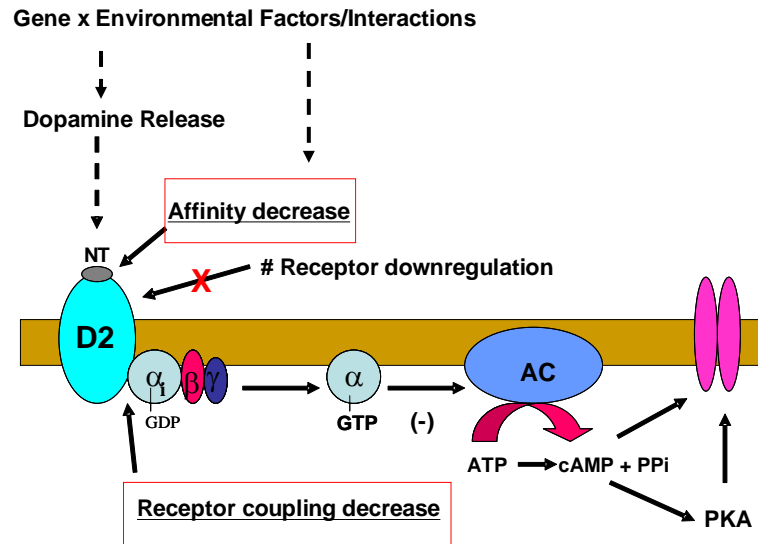 Gene x Environmental Factors/Interactions
Dopamine Release
Affinity decrease
NT
# Receptor downregulation
X
D2
αi
β
γ
GDP
α
GTP
(-)
AC
ATP
cAMP + PPi
Receptor coupling decrease
PKA